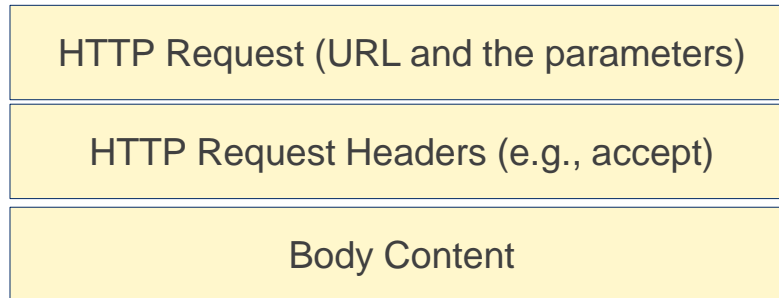 HTTP Request (URL and the parameters)
HTTP Request Headers (e.g., accept)
Body Content